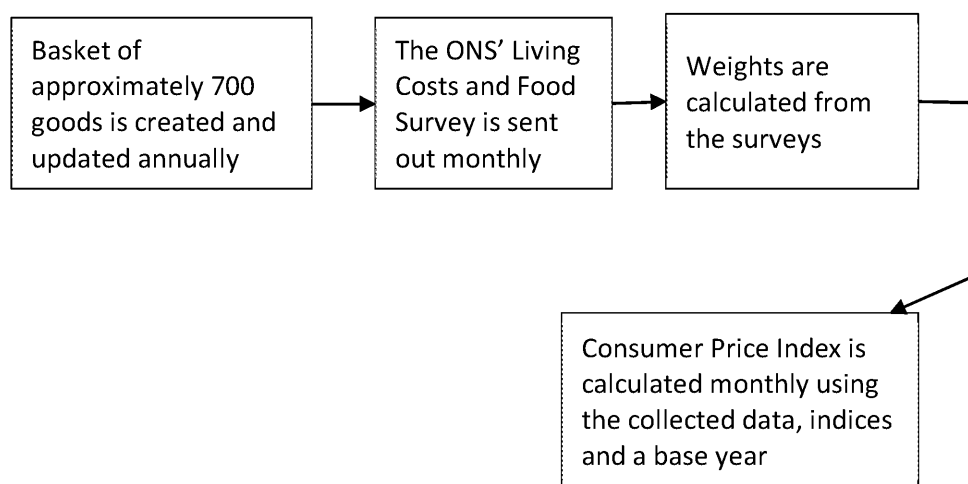 Basket of
approximately 700
goods is created and
updated annually
The ONS’ Living
Costs and Food
Survey is sent
out monthly
Weights are
calculated from
the surveys
Consumer Price Index is
calculated monthly using
the collected data, indices
and a base year